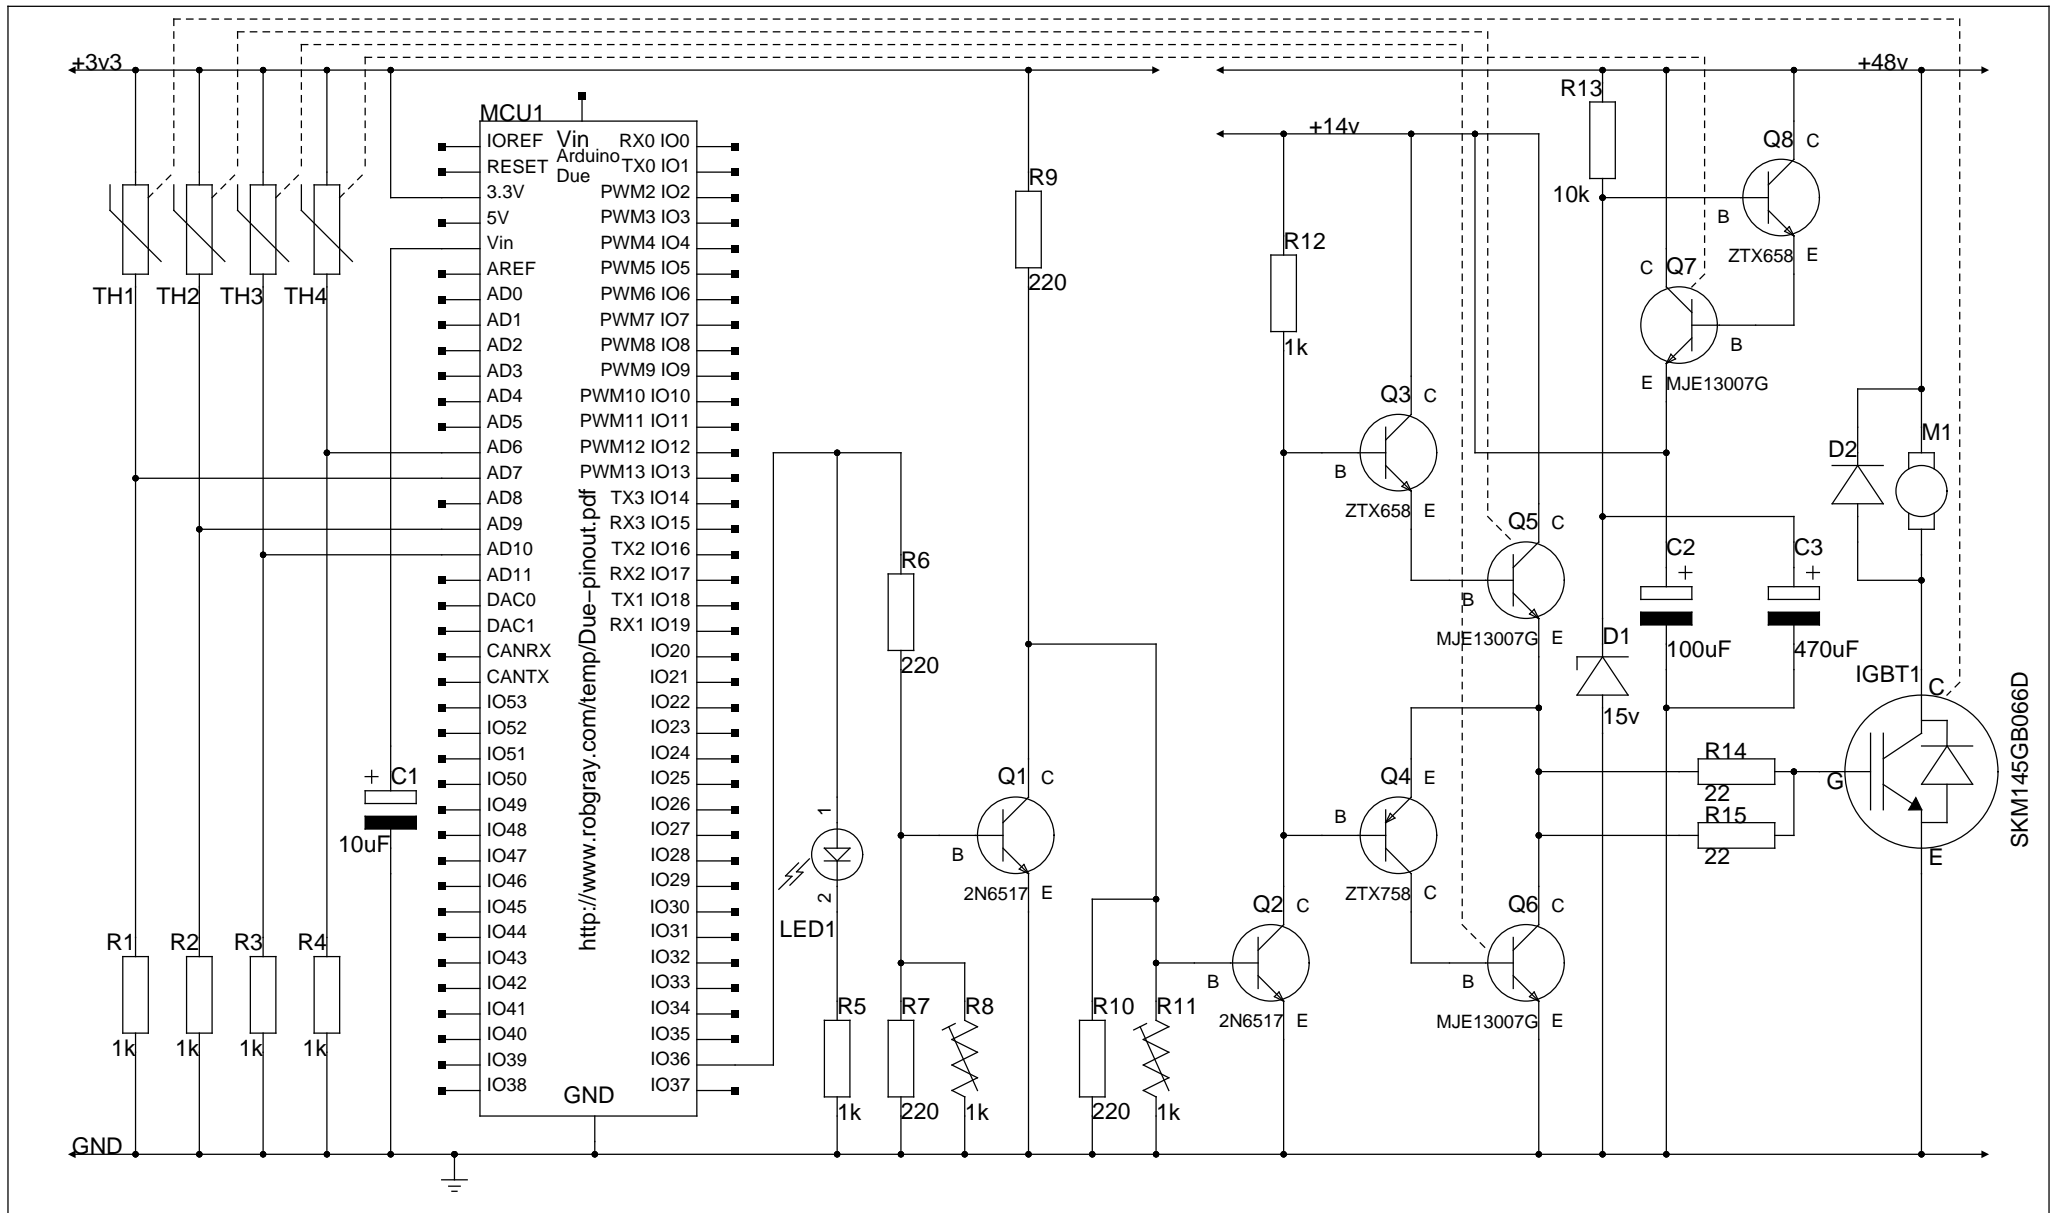 +3v3
+48v
+14v
MCU1
Vin
Arduino
Due
IOREF
RESET
3.3V
5V
Vin
AREF
AD0
AD1
AD2
AD3
AD4
AD5
AD6
AD7
AD8
AD9
AD10
AD11
DAC0
DAC1
CANRX
CANTX
IO53
IO52
IO51
IO50
IO49
IO48
IO47
IO46
IO45
IO44
IO43
IO42
IO41
IO40
IO39
IO38
RX0 IO0
TX0 IO1
PWM2 IO2
PWM3 IO3
PWM4 IO4
PWM5 IO5
PWM6 IO6
PWM7 IO7
PWM8 IO8
PWM9 IO9
PWM10 IO10
PWM11 IO11
PWM12 IO12
PWM13 IO13
TX3 IO14
RX3 IO15
TX2 IO16
RX2 IO17
TX1 IO18
RX1 IO19
IO20
IO21
IO22
IO23
IO24
IO25
IO26
IO27
IO28
IO29
IO30
IO31
IO32
IO33
IO34
IO35
IO36
IO37
GND
http://www.robgray.com/temp/Due-pinout.pdf
TH1
TH2
TH3
TH4
+ C1
10uF
R1
1k
R2
1k
R3
1k
R4
1k
GND
1
2
LED1
R5
1k
R6
220
R7
220
R8
1k
R9
220
Q1 C
B
2N6517 E
R10
220
R11
1k
R12
1k
Q2 C
B
2N6517 E
Q3 C
B
ZTX658 E
Q4 E
B
ZTX758 C
Q5 C
B
MJE13007G E
Q6 C
B
MJE13007G E
R13
10k
Q8 C
B
ZTX658 E
C Q7
B
E MJE13007G
D1
15v
C2
+
100uF
C3
+
470uF
D2
M1
R14
22
R15
22
IGBT1
C
G
E
SKM145GB066D